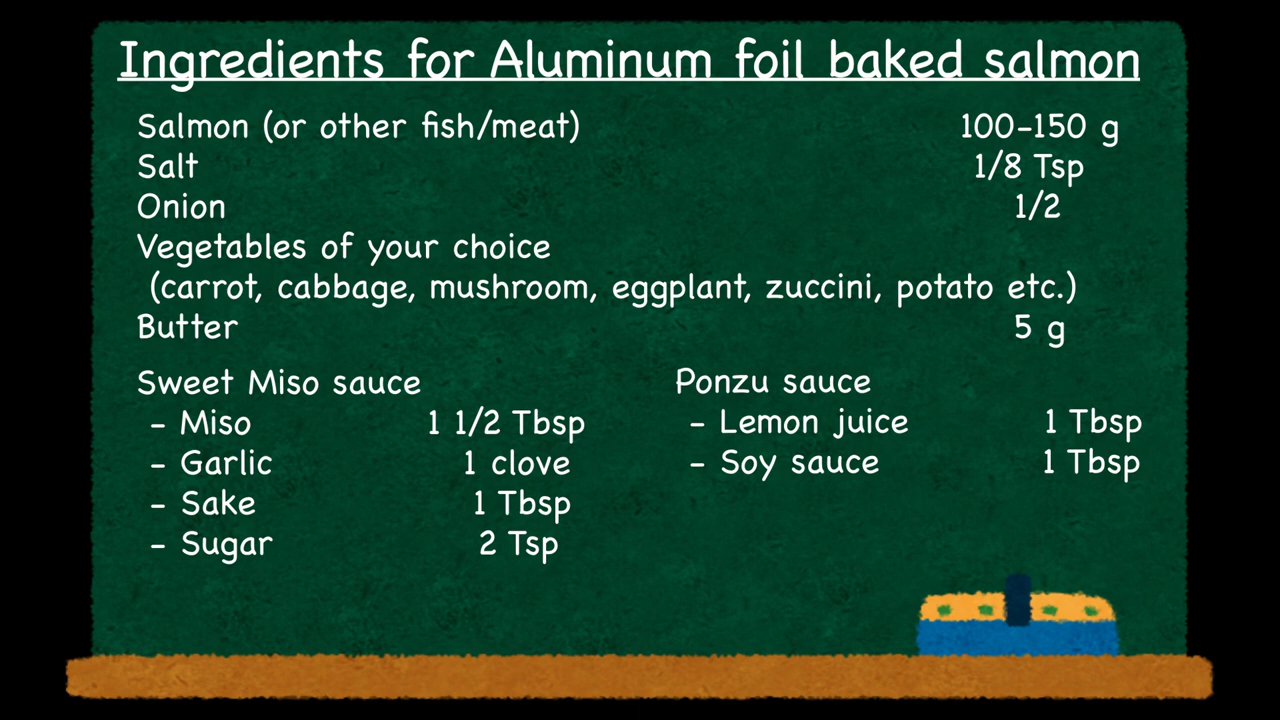 Ingredients for Aluminum foil baked salmon
Salmon (or other fish/meat) 100-150 g
Salt 1/8 Tsp
Onion 1/2
Vegetables of your choice
(carrot, cabbage, mushroom, eggplant, zuccini, potato etc.)
Butter 5 g
Sweet Miso sauce
- Miso 1 1/2 Tbsp
- Garlic 1 clove
- Sake 1 Tbsp
- Sugar 2 Tsp
Ponzu sauce
- Lemon juice 1 Tbsp
- Soy sauce 1 Tbsp